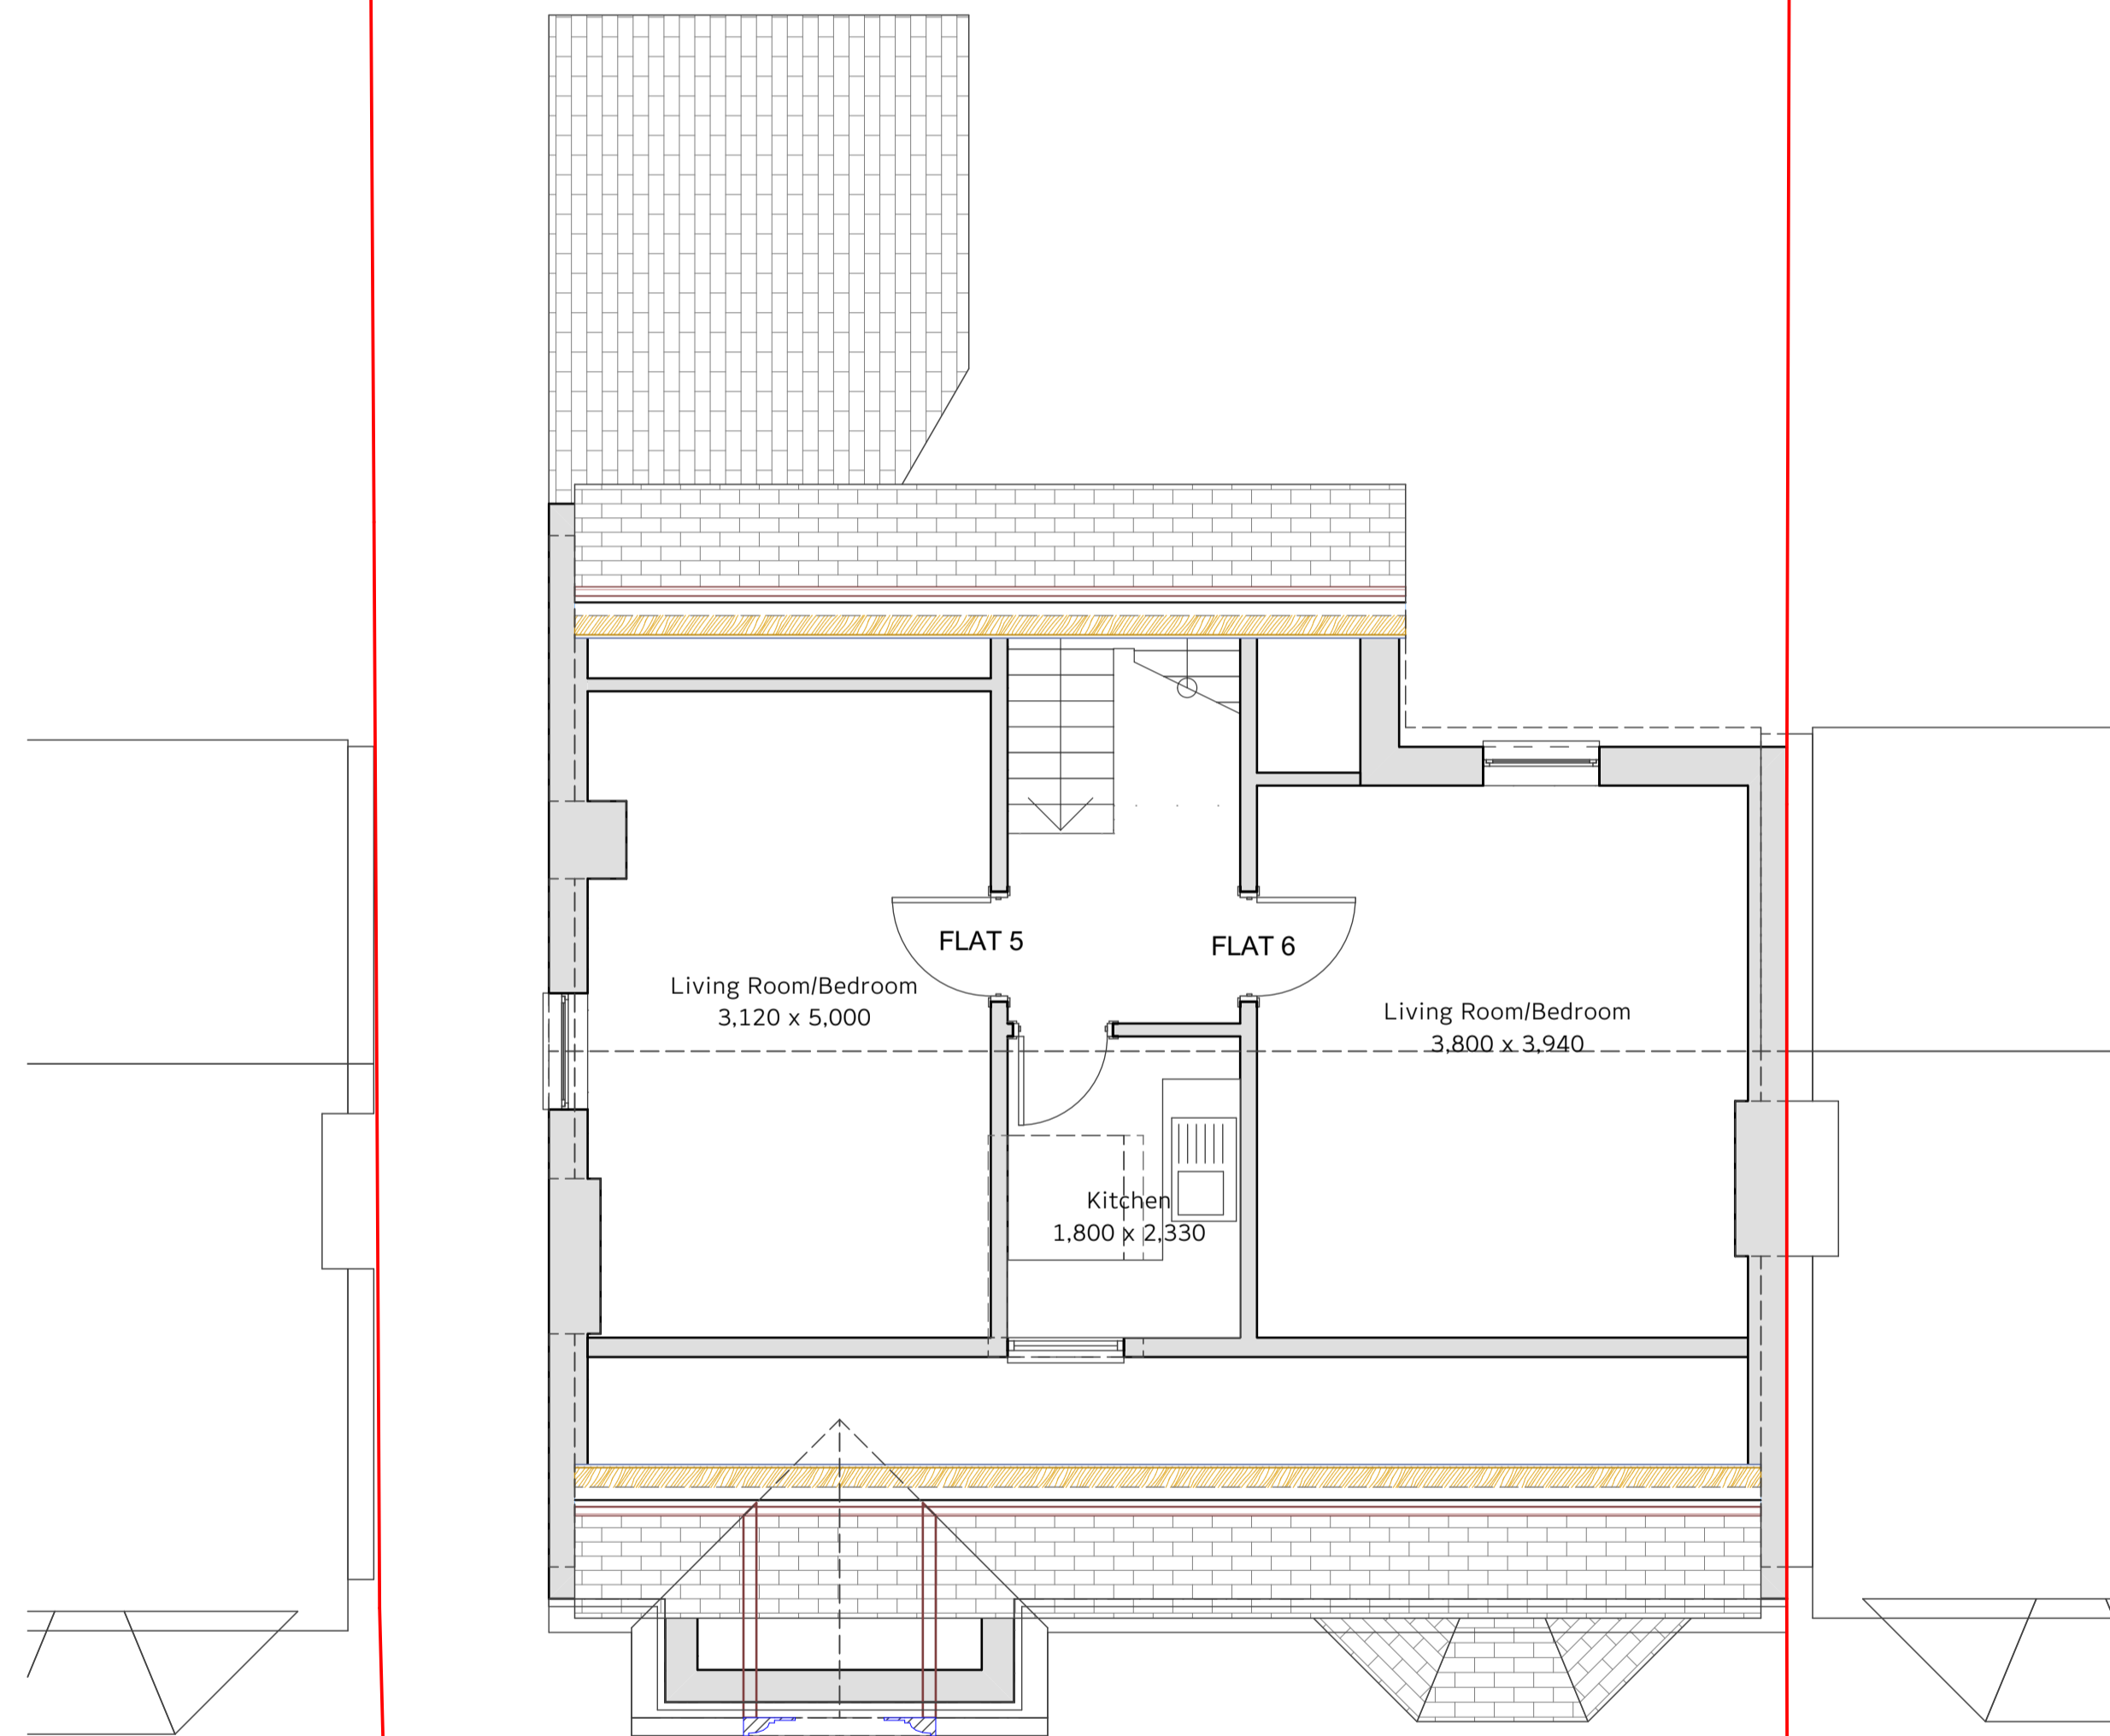 FLAT 5
FLAT 6
Living Room/Bedroom
3,120 x 5,000
Living Room/Bedroom
3,800 x 3,940
Kitchen
1,800 x 2,330